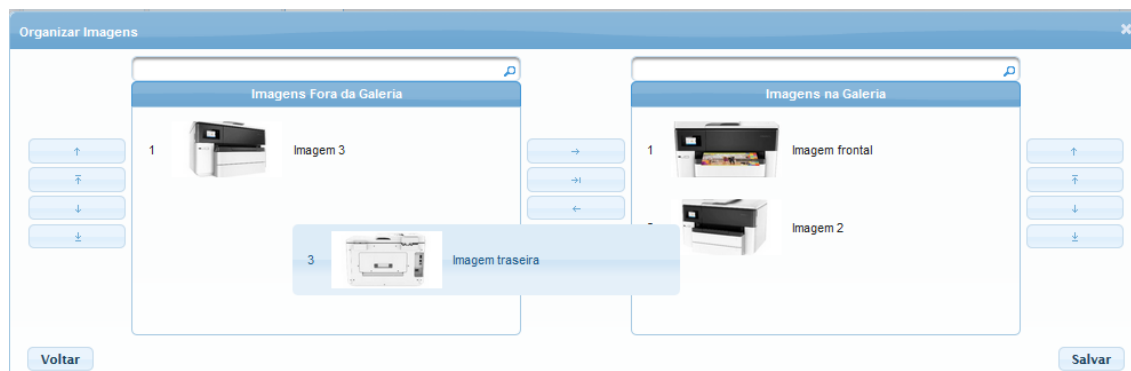 Organizar Imagens
Imagens Fora da Galeria
Imagens na Galeria
1 Imagem 3
1 Imagem frontal
Imagem 2
3 Imagem traseira
Voltar
Salvar